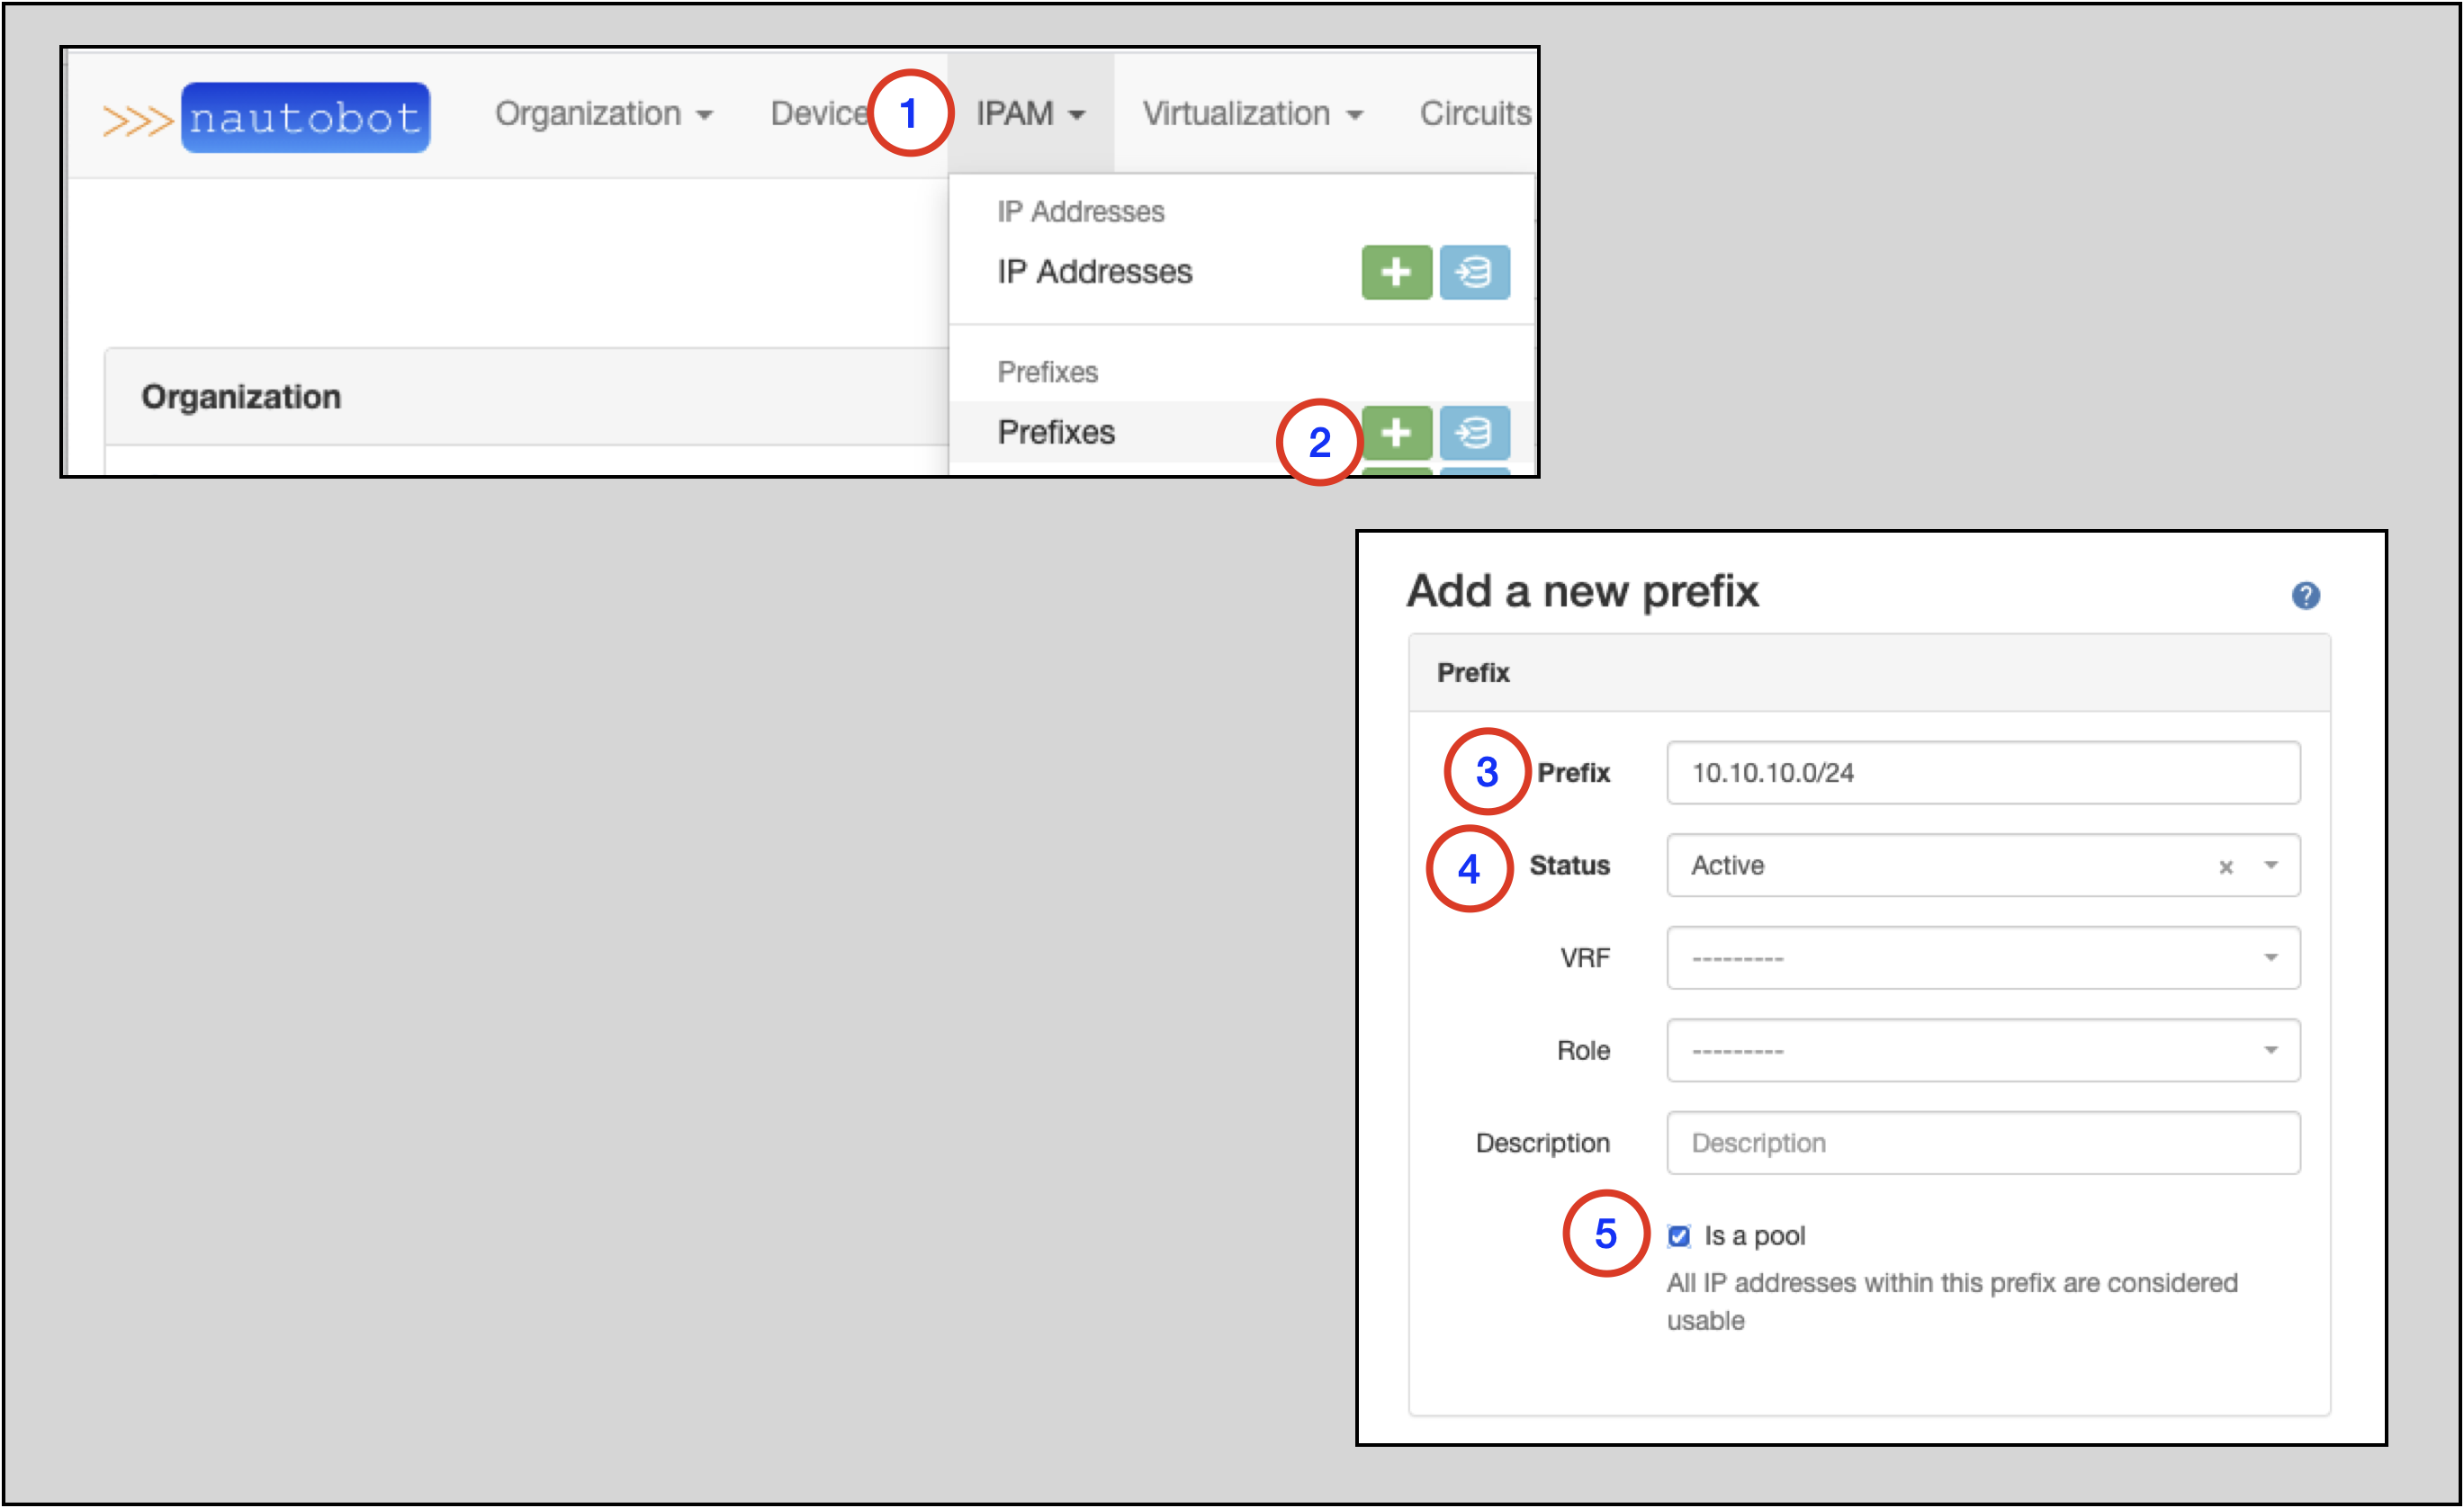 >>> nautobot Organization Device 1 IPAM Virtualization Circuits
IP Addresses
IP Addresses
Prefixes
Organization
2 Prefixes
Add a new prefix ?
Prefix
3 Prefix 10.10.10.0/24
4 Status Active ×
VRF ---------
Role ---------
Description Description
5 Is a pool
All IP addresses within this prefix are considered
usable